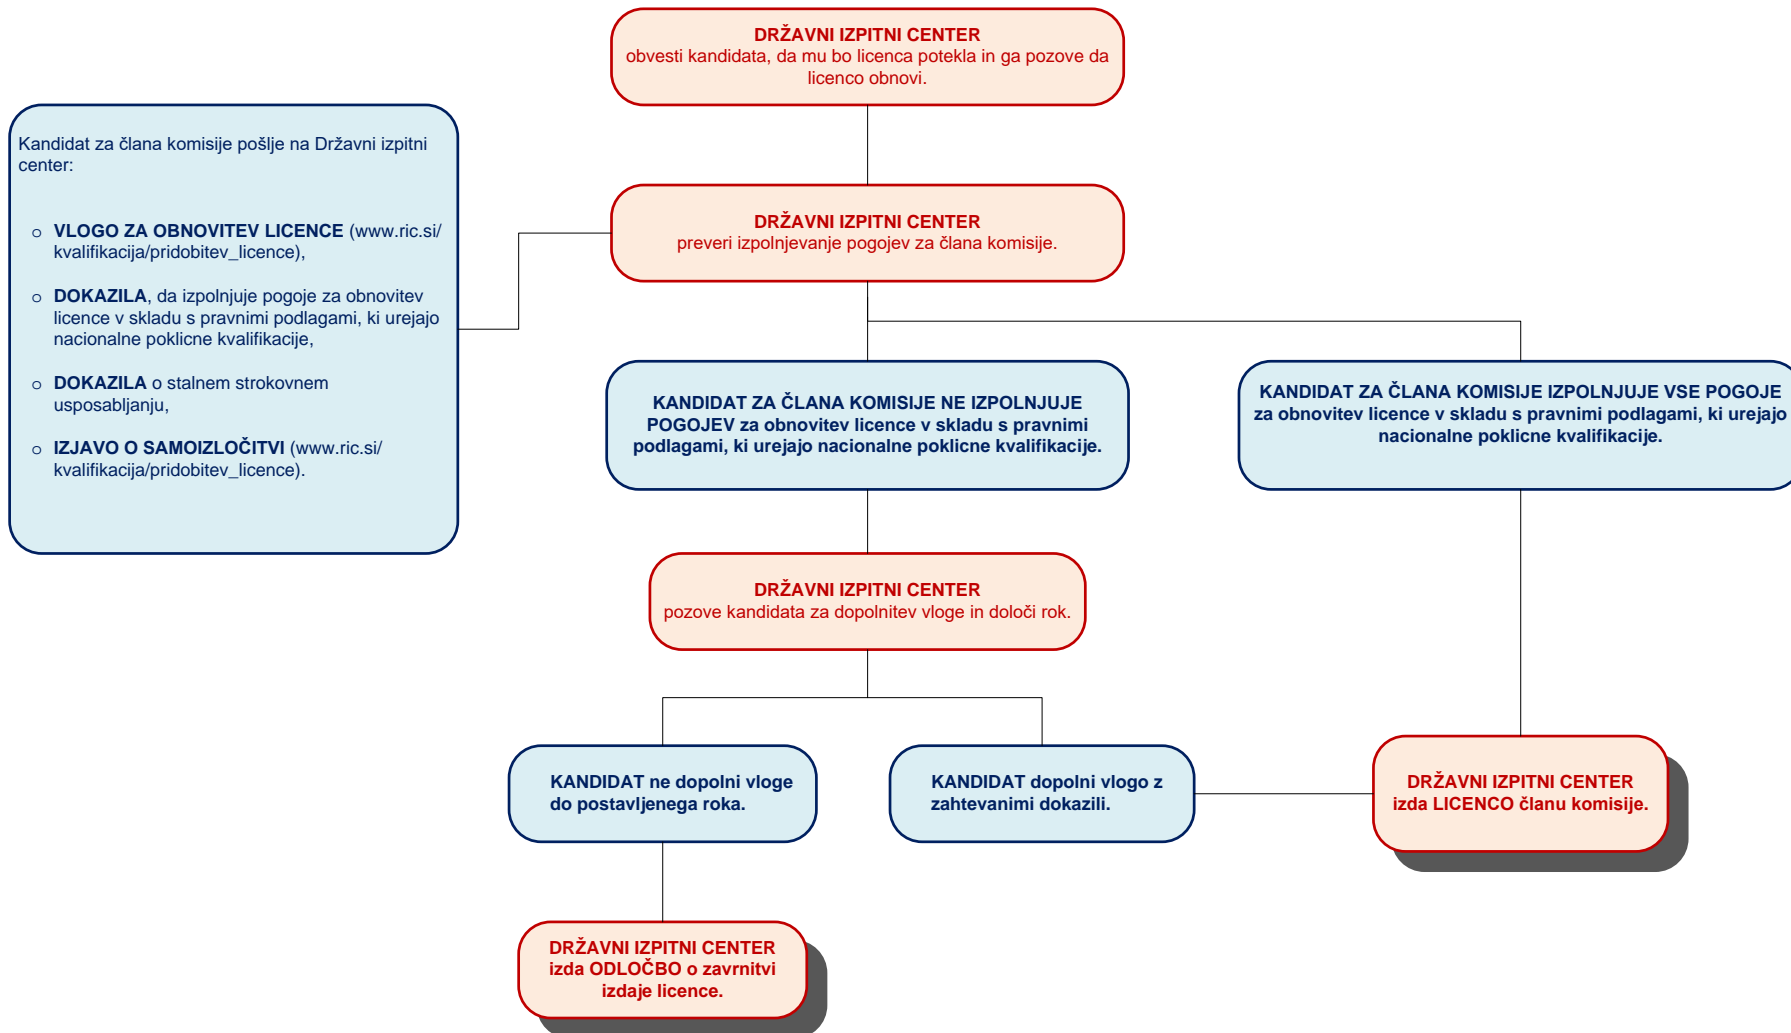 DRŽAVNI IZPITNI CENTER
obvesti kandidata, da mu bo licenca potekla in ga pozove da
licenco obnovi.
Kandidat za člana komisije pošlje na Državni izpitni
center:
o VLOGO ZA OBNOVITEV LICENCE (www.ric.si/
kvalifikacija/pridobitev_licence),
o DOKAZILA, da izpolnjuje pogoje za obnovitev
licence v skladu s pravnimi podlagami, ki urejajo
nacionalne poklicne kvalifikacije,
o DOKAZILA o stalnem strokovnem
usposabljanju,
o IZJAVO O SAMOIZLOČITVI (www.ric.si/
kvalifikacija/pridobitev_licence).
DRŽAVNI IZPITNI CENTER
preveri izpolnjevanje pogojev za člana komisije.
KANDIDAT ZA ČLANA KOMISIJE NE IZPOLNJUJE
POGOJEV za obnovitev licence v skladu s pravnimi
podlagami, ki urejajo nacionalne poklicne kvalifikacije.
KANDIDAT ZA ČLANA KOMISIJE IZPOLNJUJE VSE POGOJE
za obnovitev licence v skladu s pravnimi podlagami, ki urejajo
nacionalne poklicne kvalifikacije.
DRŽAVNI IZPITNI CENTER
pozove kandidata za dopolnitev vloge in določi rok.
KANDIDAT ne dopolni vloge
do postavljenega roka.
KANDIDAT dopolni vlogo z
zahtevanimi dokazili.
DRŽAVNI IZPITNI CENTER
izda LICENCO članu komisije.
DRŽAVNI IZPITNI CENTER
izda ODLOČBO o zavrnitvi
izdaje licence.